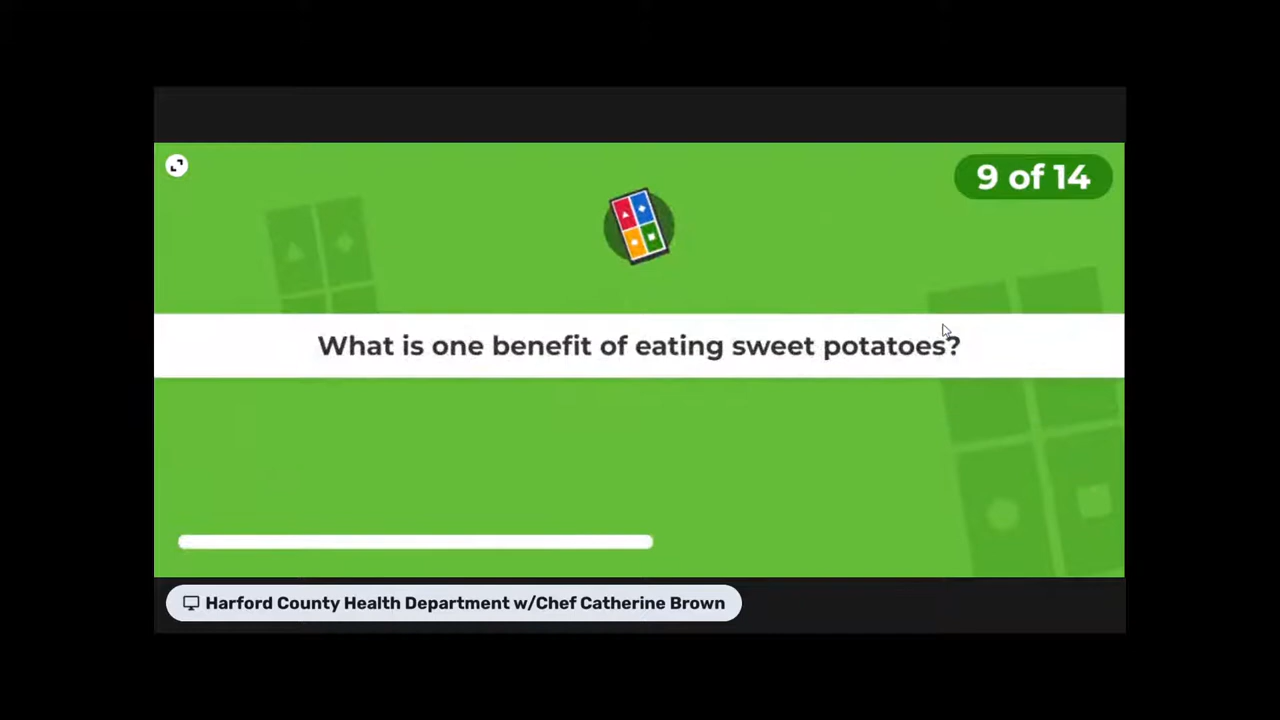 9 of 14
What is one benefit of eating sweet potatoes?
Harford County Health Department w/Chef Catherine Brown